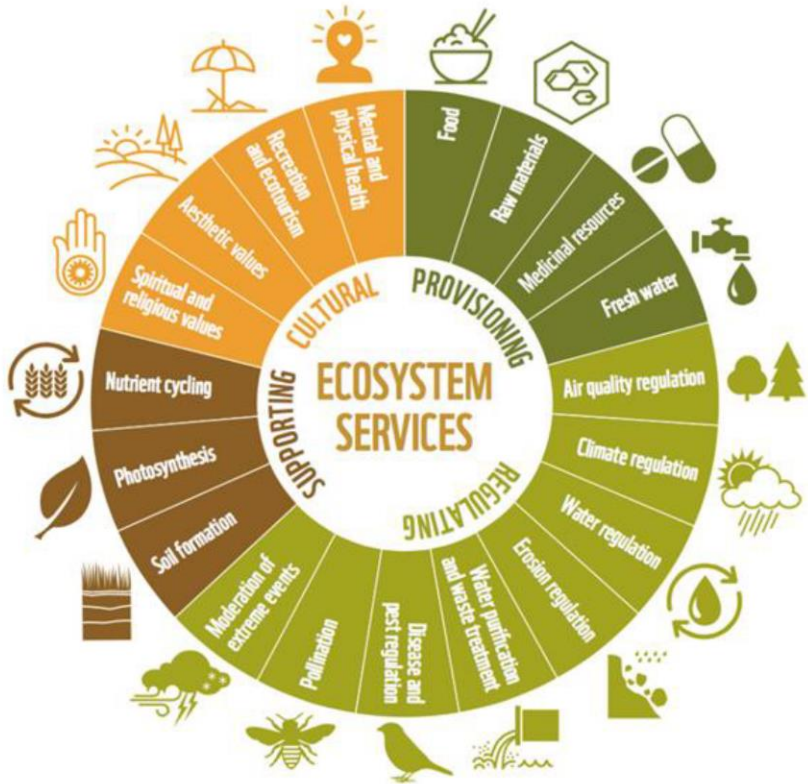 ECOSYSTEM
SERVICES
PROVISIONING
Food
Raw materials
Medicinal resources
Fresh water
REGULATING
Air quality regulation
Climate regulation
Water regulation
Erosion regulation
Water purification
and waste treatment
Disease and
pest regulation
Pollination
Moderation of
extreme events
SUPPORTING
Soil formation
Photosynthesis
Nutrient cycling
CULTURAL
Spiritual and
religious values
Aesthetic values
Recreation
and ecotourism
Mental and
physical health